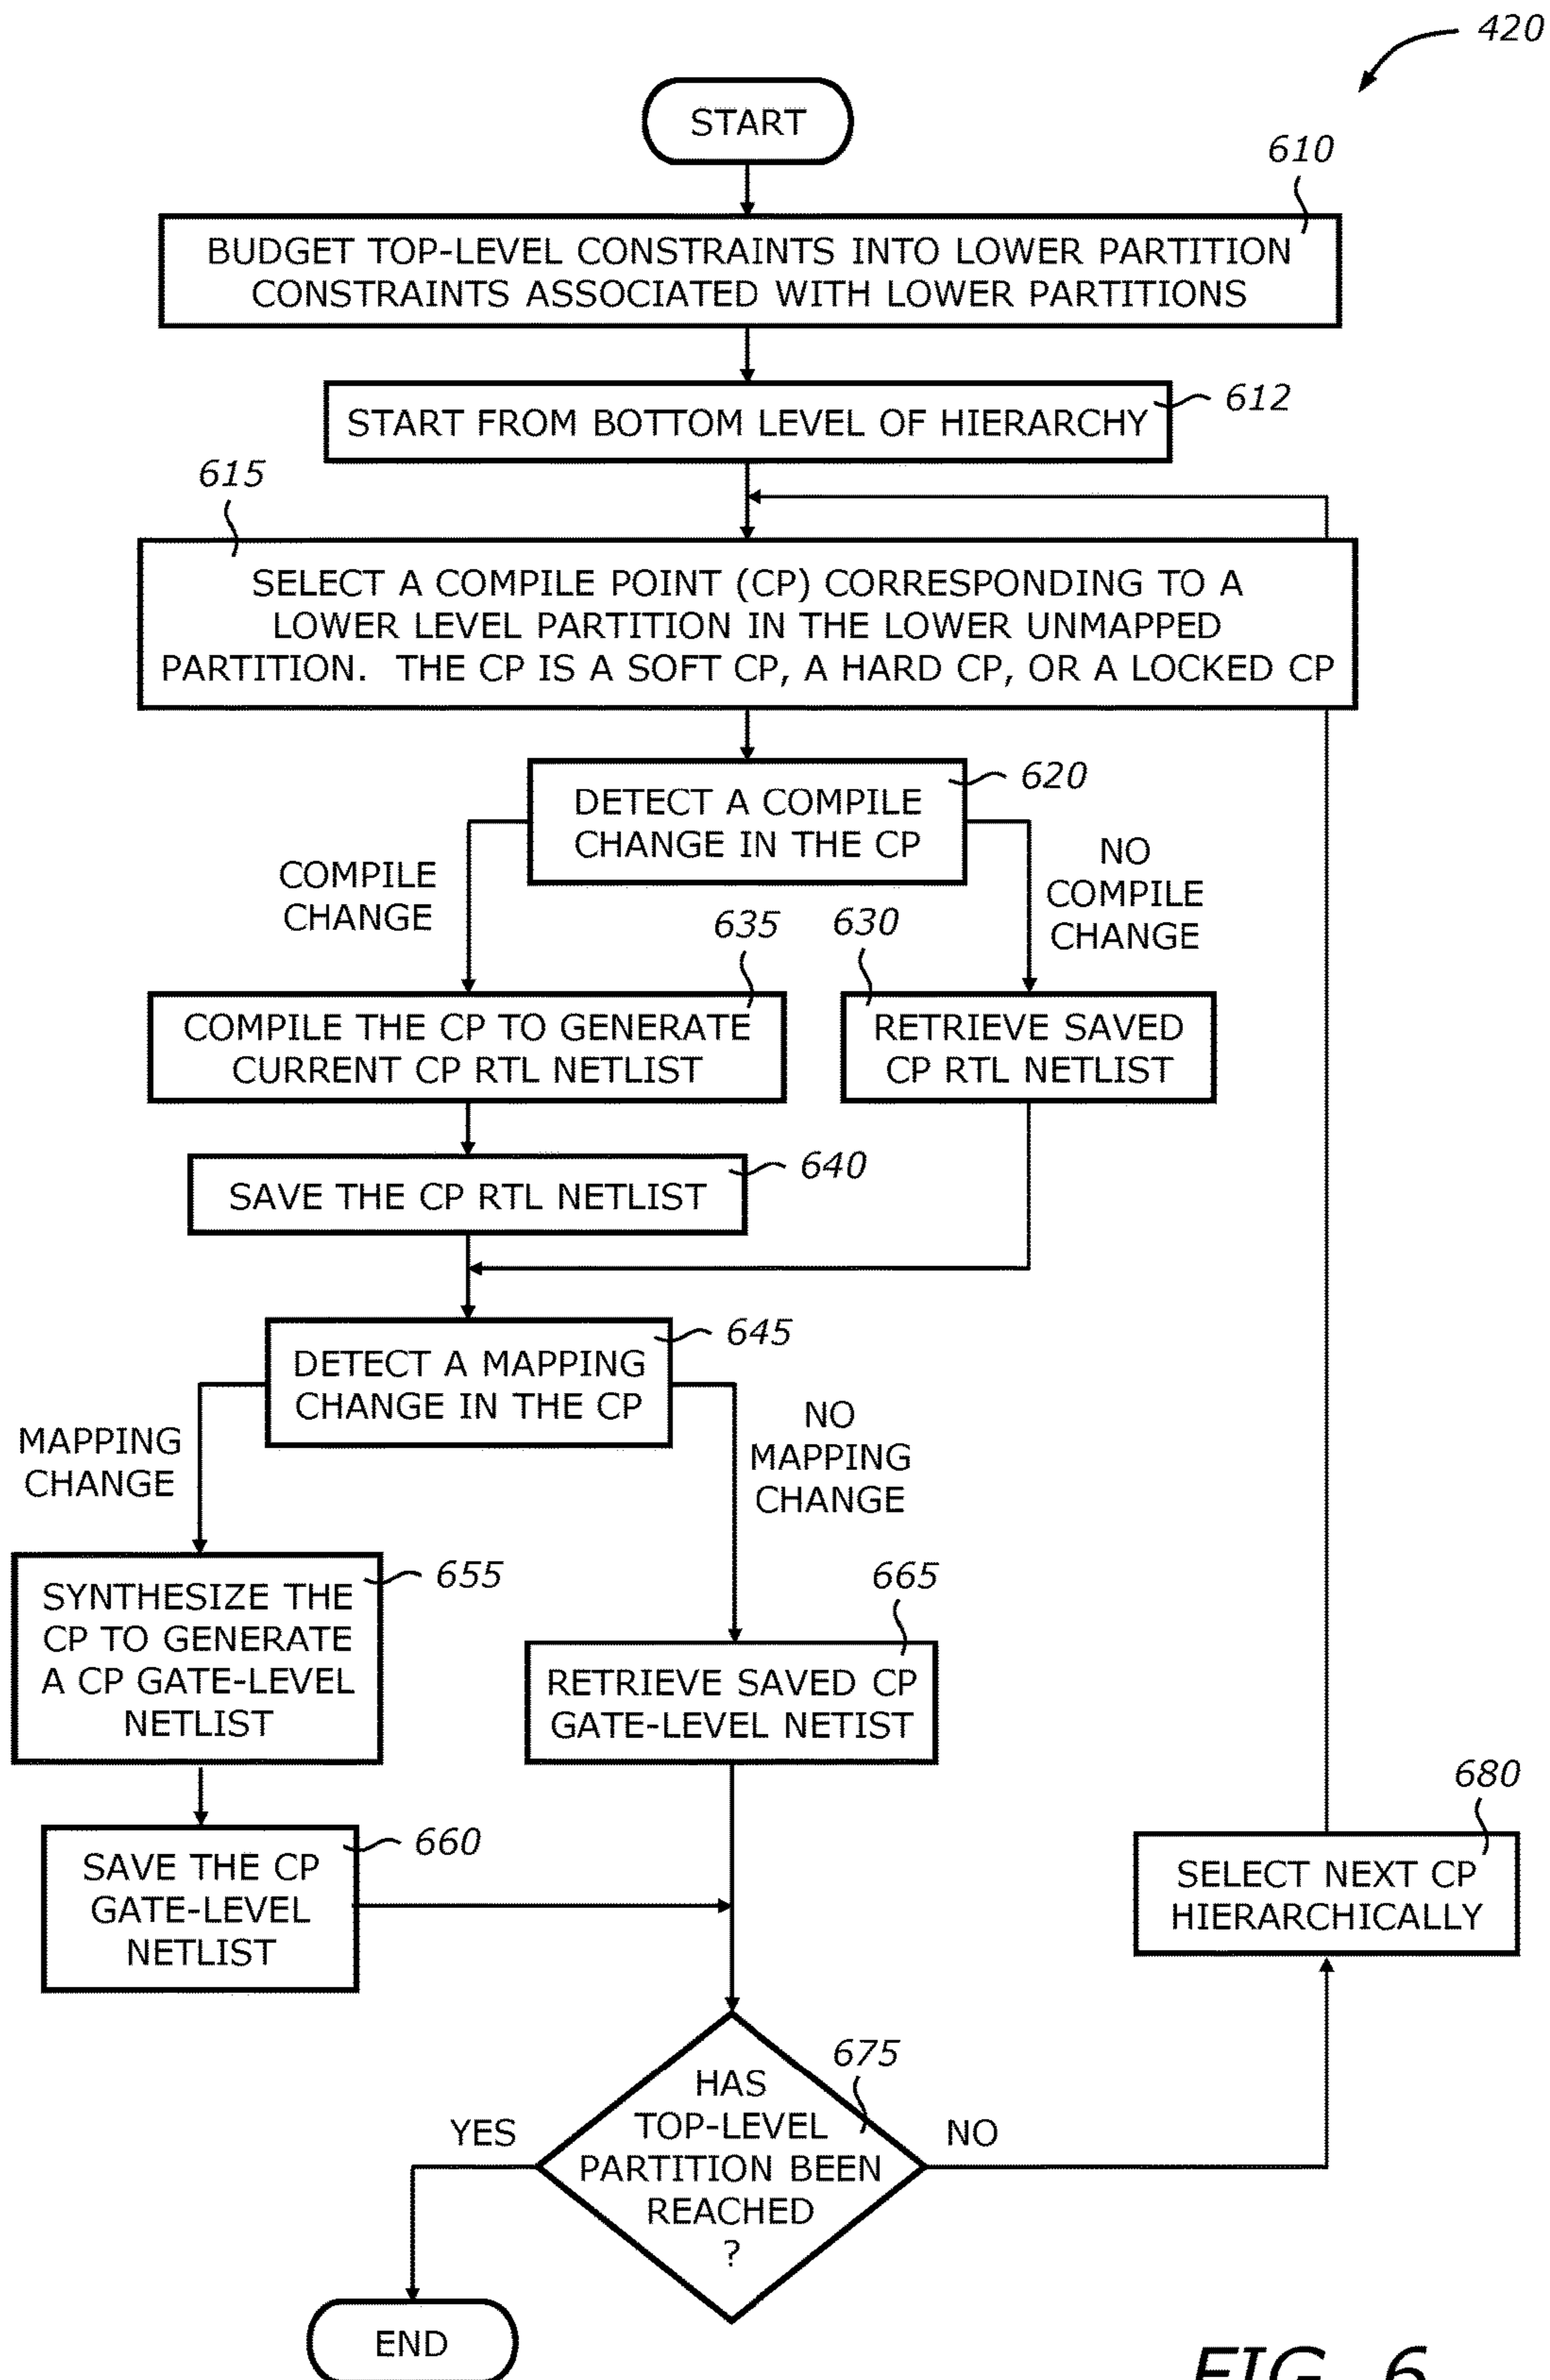 420
START
610
BUDGET TOP-LEVEL CONSTRAINTS INTO LOWER PARTITION
CONSTRAINTS ASSOCIATED WITH LOWER PARTITIONS
START FROM BOTTOM LEVEL OF HIERARCHY
612
615
SELECT A COMPILE POINT (CP) CORRESPONDING TO A
LOWER LEVEL PARTITION IN THE LOWER UNMAPPED
PARTITION. THE CP IS A SOFT CP, A HARD CP, OR A LOCKED CP
620
DETECT A COMPILE
CHANGE IN THE CP
COMPILE
CHANGE
NO
COMPILE
CHANGE
635
630
COMPILE THE CP TO GENERATE
CURRENT CP RTL NETLIST
RETRIEVE SAVED
CP RTL NETLIST
640
SAVE THE CP RTL NETLIST
645
DETECT A MAPPING
CHANGE IN THE CP
MAPPING
CHANGE
NO
MAPPING
CHANGE
655
SYNTHESIZE THE
CP TO GENERATE
A CP GATE-LEVEL
NETLIST
665
RETRIEVE SAVED CP
GATE-LEVEL NETIST
660
SAVE THE CP
GATE-LEVEL
NETLIST
680
SELECT NEXT CP
HIERARCHICALLY
675
HAS
TOP-LEVEL
PARTITION BEEN
REACHED
?
YES
NO
END
FIG. 6